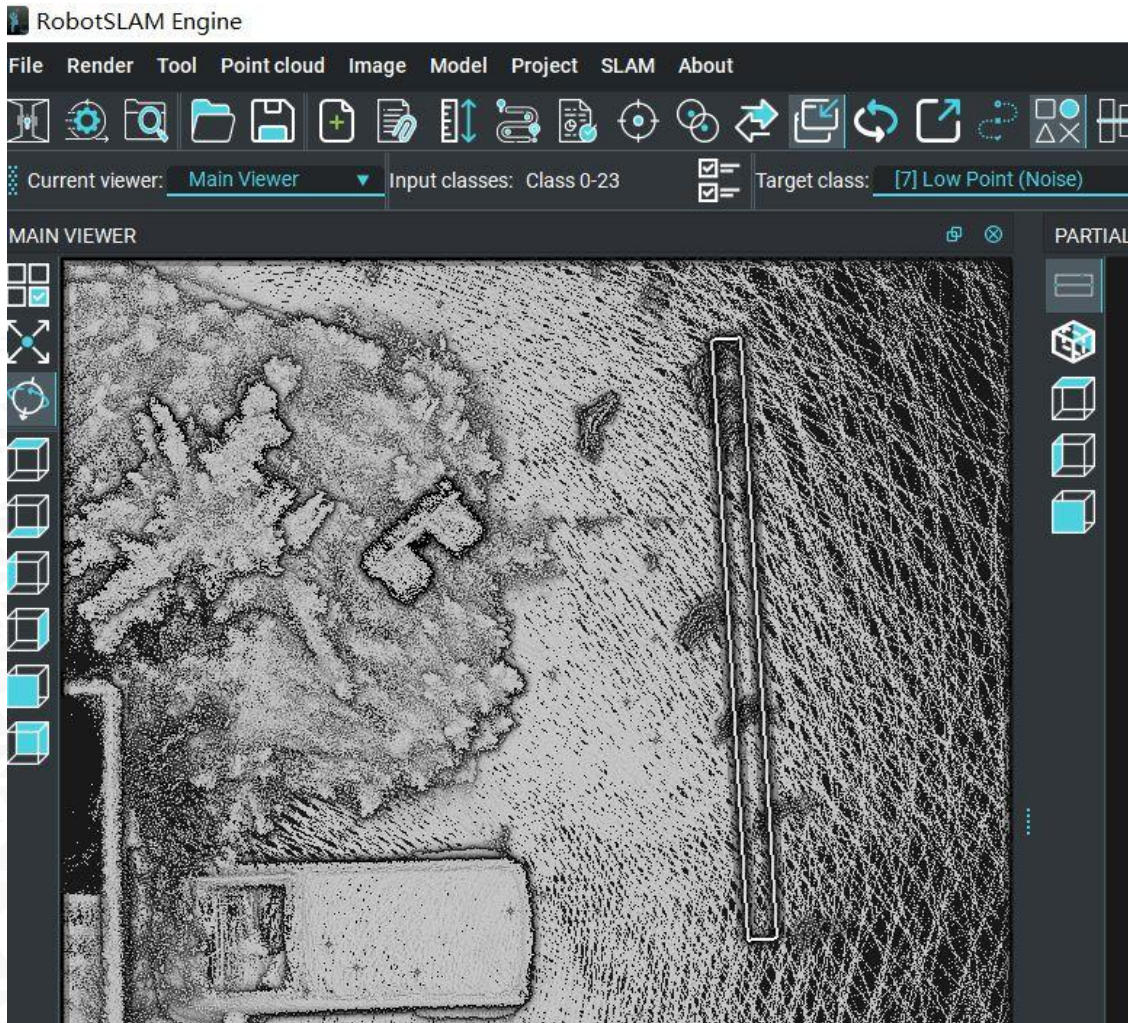 RobotSLAM Engine
File Render Tool Point cloud Image Model Project SLAM About
Current viewer: Main Viewer Input classes: Class 0-23 Target class: [7] Low Point (Noise)
MAIN VIEWER PARTIAL